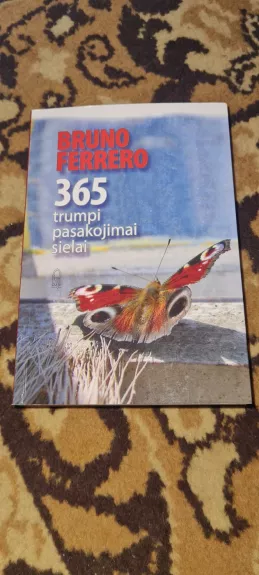 BRUNO
FERRERO
365
trumpi
pasakojimai
sielai